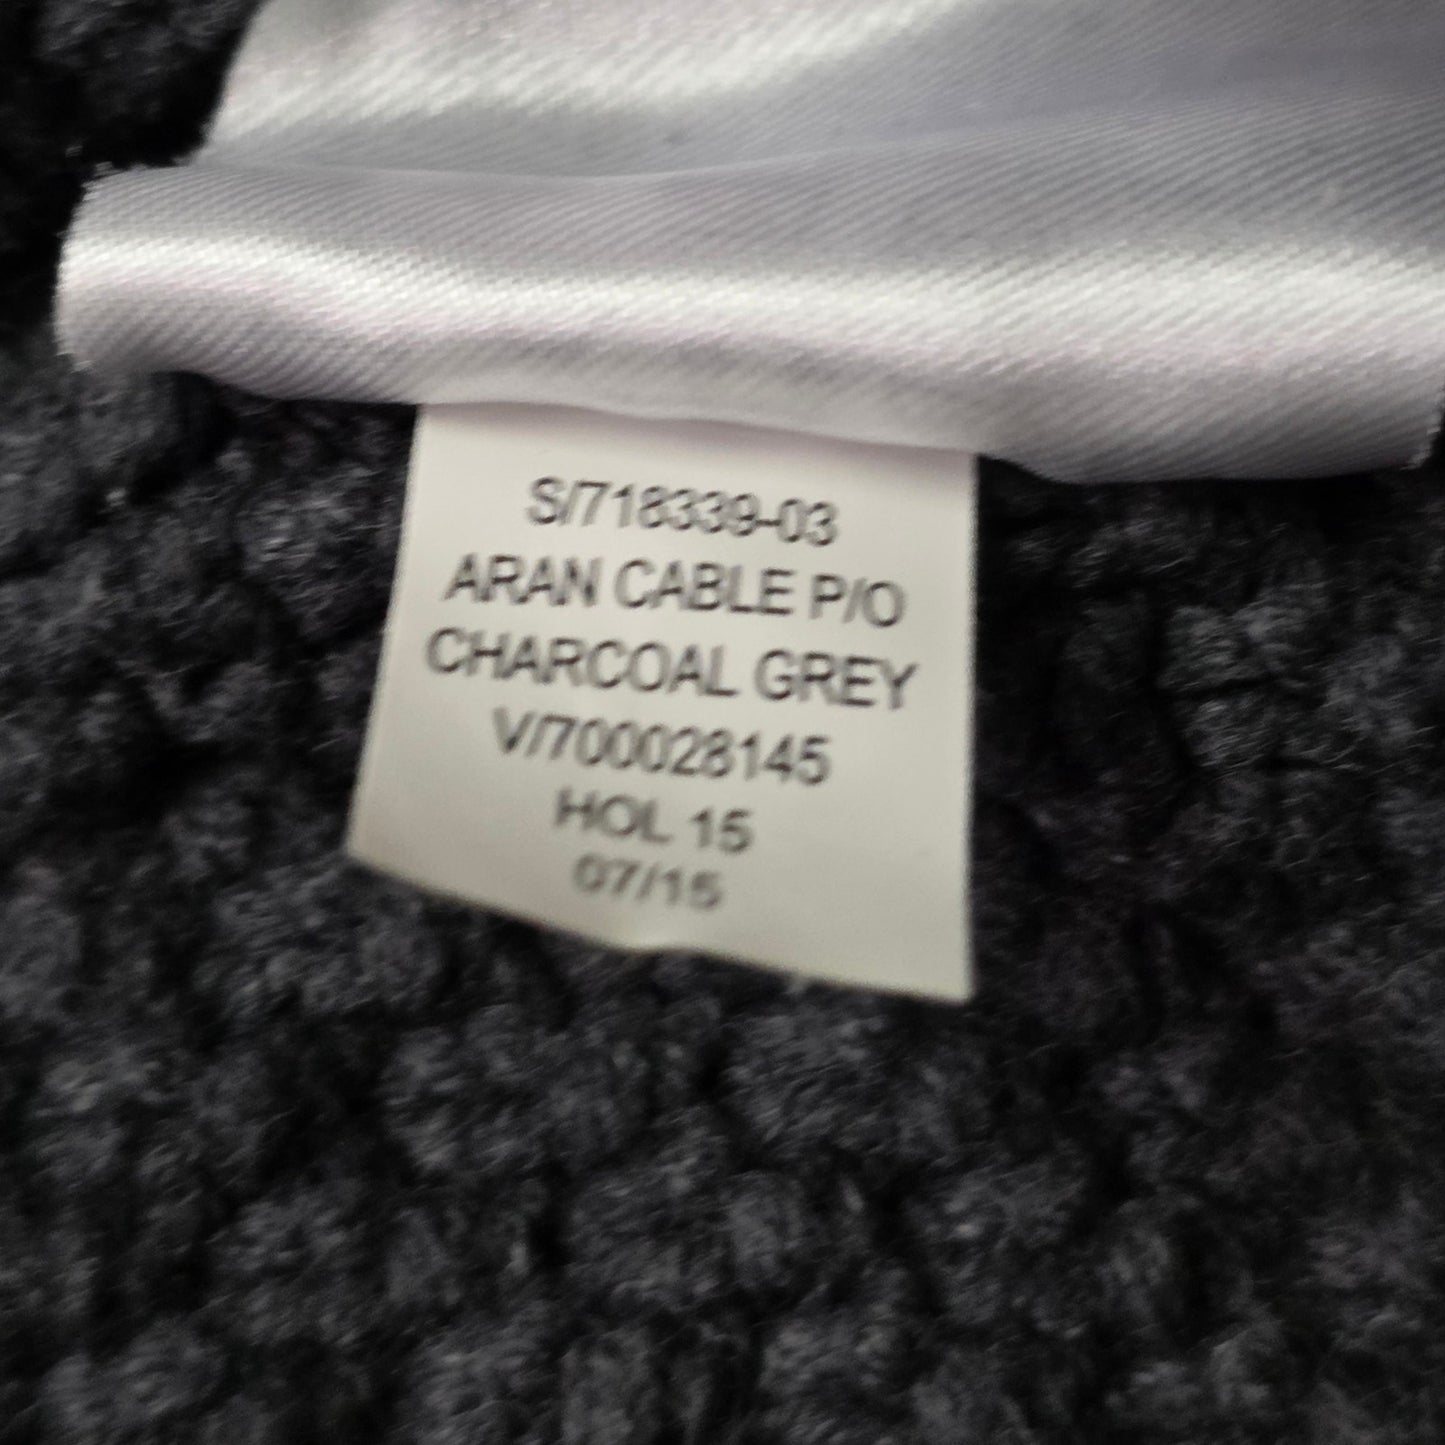 S/718339-03
ARAN CABLE P/O
CHARCOAL GREY
V/700028145
HOL 15
07/15